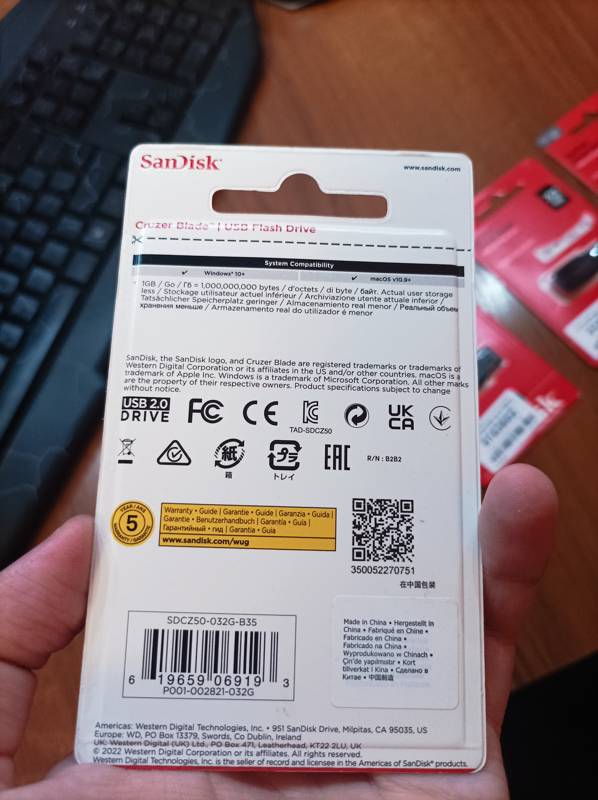 SanDisk®
www.sandisk.com
Cruzer Blade™ | USB Flash Drive
System Compatibility
✓ Windows® 10+ ✓ macOS v10.9+
* 1GB / Go / Гб = 1,000,000,000 bytes / d'octets / di byte / байт. Actual user storage
less / Stockage utilisateur actuel inférieur / Archiviazione utente attuale inferior /
Tatsächlicher Speicherplatz geringer / Almacenamiento real menor / Реальный объем
хранения меньше / Armazenamento real do utilizador é menor
SanDisk, the SanDisk logo, and Cruzer Blade are registered trademarks or trademarks of
Western Digital Corporation or its affiliates in the US and/or other countries. macOS is a
trademark of Apple Inc. Windows is a trademark of Microsoft Corporation. All other marks
are the property of their respective owners. Product specifications subject to change
without notice.
USB 2.0
DRIVE
FC CE
TAD-SDCZ50
UK
CA
紙
箱
プラ
トレイ
EAC
R/N : B2B2
5
YEAR / ANS
WARRANTY / GARANTIE
Warranty • Guide | Garantie • Guide | Garanzia • Guida |
Garantie • Benutzerhandbuch | Garantía • Guía |
Гарантийный • гид | Garantia • Guia
www.sandisk.com/wug
350052270751
在中国包装
SDCZ50-032G-B35
6 19659 06919 3
P001-002821-032G
Made in China • Hergestellt in
China • Fabriqué en Chine •
Fabricado en China •
Fabricado na China •
Wyprodukowano w Chinach •
Çin'de yapılmıştır • Kort
tillverkat i Kina • Сделано в
Китае • 中国制造
Americas: Western Digital Technologies, Inc. • 951 SanDisk Drive, Milpitas, CA 95035, US
Europe: WD, PO Box 13379, Swords, Co Dublin, Ireland
UK: Western Digital (UK) Ltd., PO Box 471, Leatherhead, KT22 2LU, UK
© 2022 Western Digital Corporation or its affiliates. All rights reserved.
Western Digital Technologies, Inc. is the seller of record and licensee in the Americas of SanDisk® products.